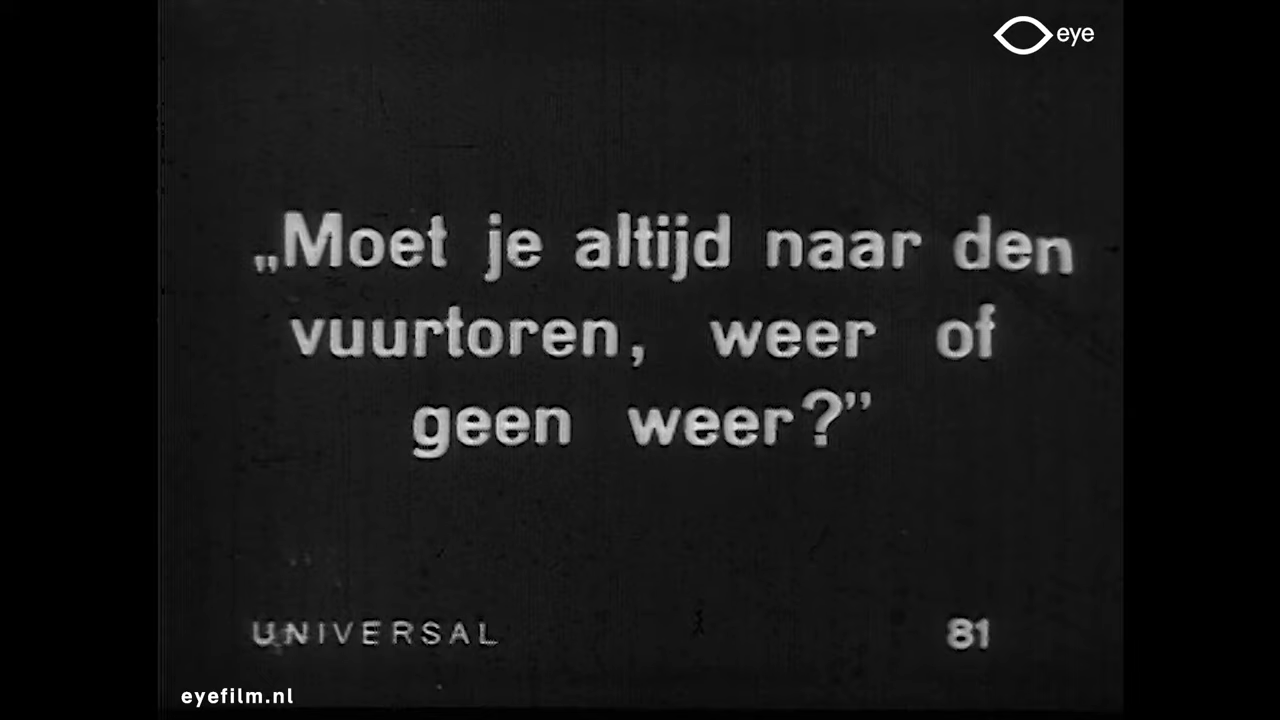 eye
„Moet je altijd naar den
vuurtoren, weer of
geen weer?”
UNIVERSAL 81
eyefilm.nl